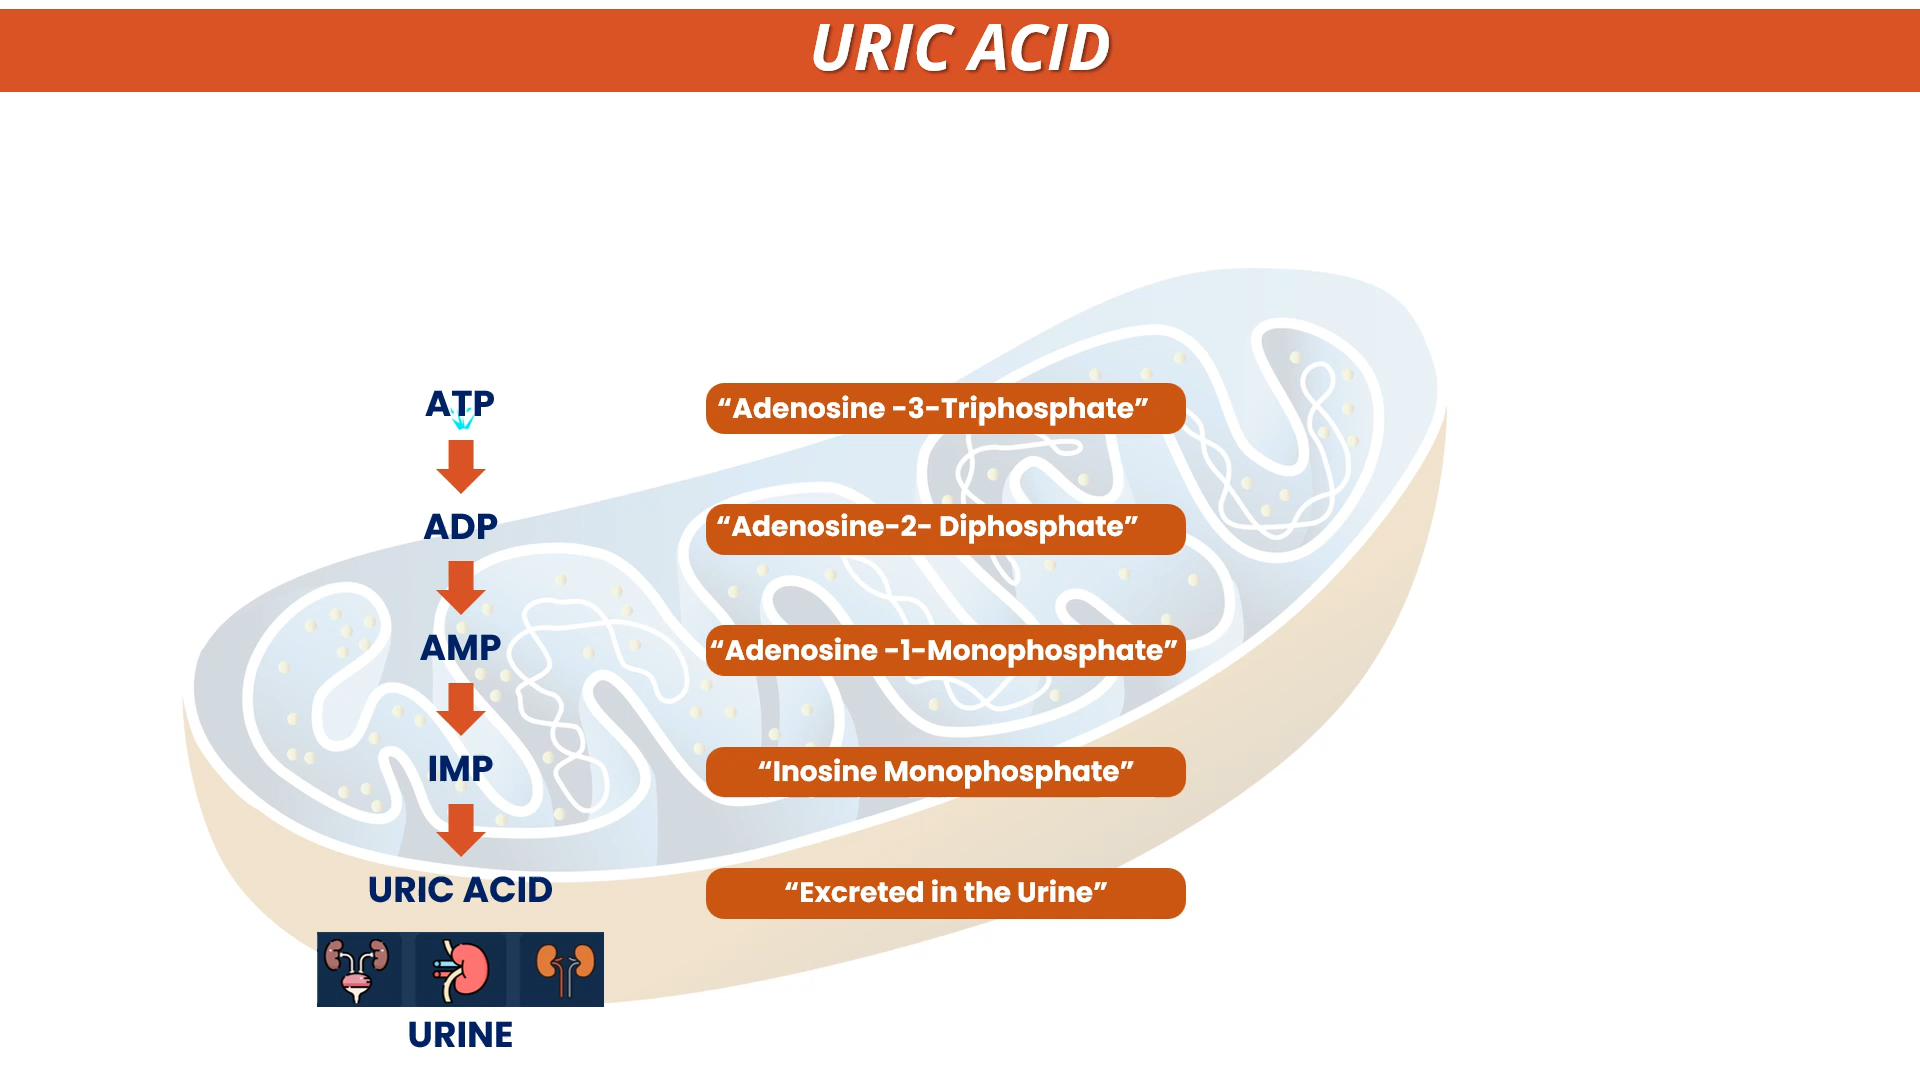 URIC ACID
ATP
“Adenosine -3-Triphosphate”
ADP
“Adenosine-2- Diphosphate”
AMP
“Adenosine -1-Monophosphate”
IMP
“Inosine Monophosphate”
URIC ACID
“Excreted in the Urine”
URINE